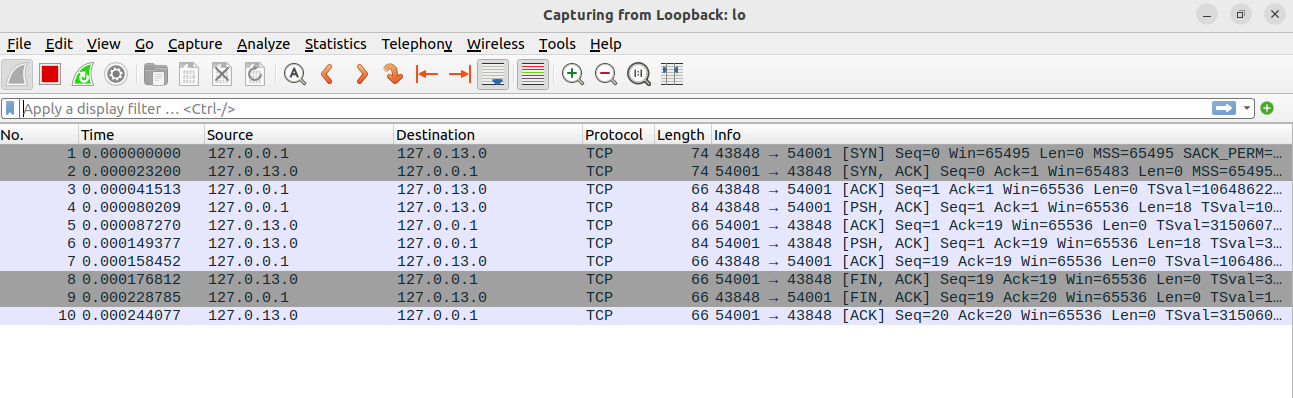 Capturing from Loopback: lo
File Edit View Go Capture Analyze Statistics Telephony Wireless Tools Help
Apply a display filter … <Ctrl-/>
No. Time Source Destination Protocol Length Info
1 0.000000000 127.0.0.1 127.0.13.0 TCP 74 43848 → 54001 [SYN] Seq=0 Win=65495 Len=0 MSS=65495 SACK_PERM=…
2 0.000023200 127.0.13.0 127.0.0.1 TCP 74 54001 → 43848 [SYN, ACK] Seq=0 Ack=1 Win=65483 Len=0 MSS=65495…
3 0.000041513 127.0.0.1 127.0.13.0 TCP 66 43848 → 54001 [ACK] Seq=1 Ack=1 Win=65536 Len=0 TSval=10648622…
4 0.000080209 127.0.0.1 127.0.13.0 TCP 84 43848 → 54001 [PSH, ACK] Seq=1 Ack=1 Win=65536 Len=18 TSval=10…
5 0.000087270 127.0.13.0 127.0.0.1 TCP 66 54001 → 43848 [ACK] Seq=1 Ack=19 Win=65536 Len=0 TSval=3150607…
6 0.000149377 127.0.13.0 127.0.0.1 TCP 84 54001 → 43848 [PSH, ACK] Seq=1 Ack=19 Win=65536 Len=18 TSval=3…
7 0.000158452 127.0.0.1 127.0.13.0 TCP 66 43848 → 54001 [ACK] Seq=19 Ack=19 Win=65536 Len=0 TSval=106486…
8 0.000176812 127.0.13.0 127.0.0.1 TCP 66 54001 → 43848 [FIN, ACK] Seq=19 Ack=19 Win=65536 Len=0 TSval=3…
9 0.000228785 127.0.0.1 127.0.13.0 TCP 66 43848 → 54001 [FIN, ACK] Seq=19 Ack=20 Win=65536 Len=0 TSval=1…
10 0.000244077 127.0.13.0 127.0.0.1 TCP 66 54001 → 43848 [ACK] Seq=20 Ack=20 Win=65536 Len=0 TSval=315060…